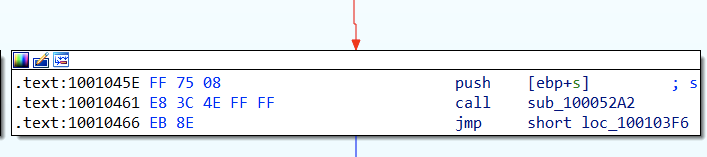 .text:1001045E FF 75 08 push [ebp+s] ; s
.text:10010461 E8 3C 4E FF FF call sub_100052A2
.text:10010466 EB 8E jmp short loc_100103F6